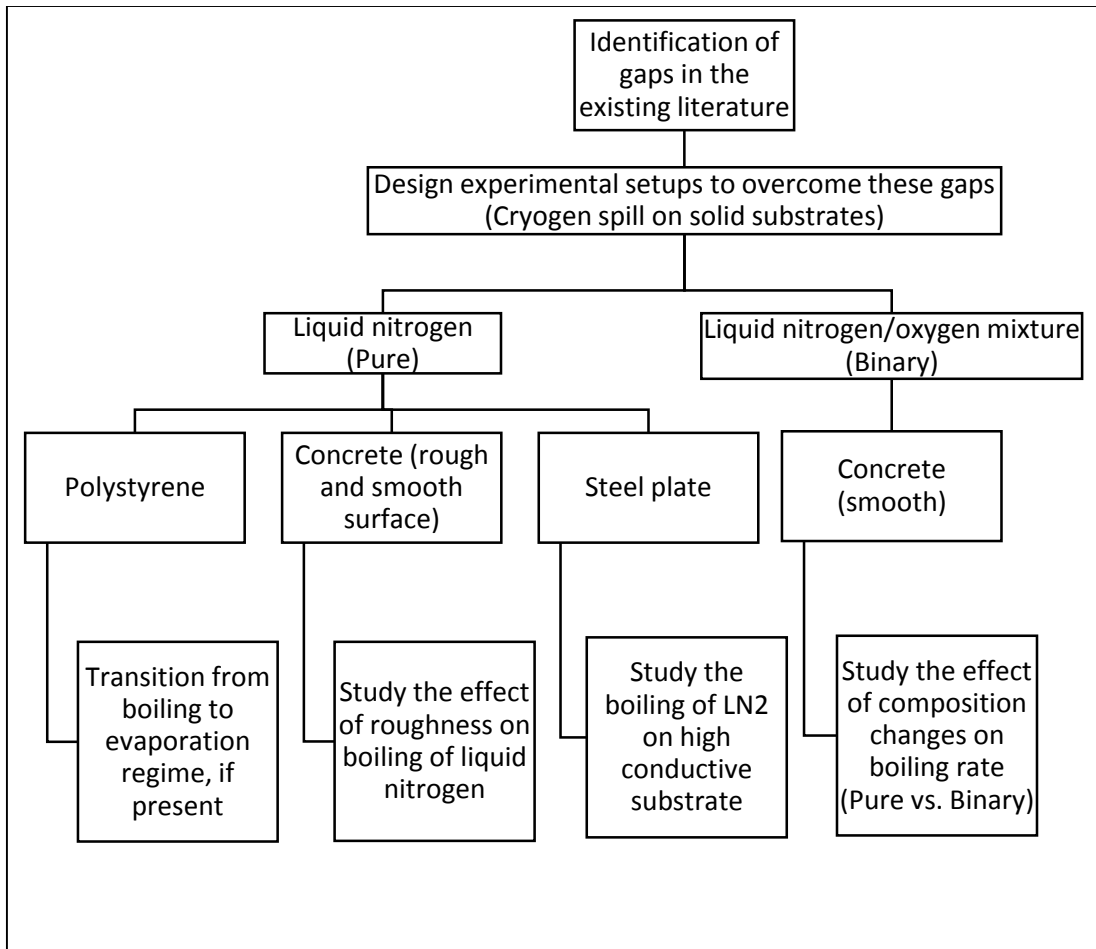 Identification of
gaps in the
existing literature
Design experimental setups to overcome these gaps
(Cryogen spill on solid substrates)
Liquid nitrogen
(Pure)
Liquid nitrogen/oxygen mixture
(Binary)
Polystyrene
Concrete (rough
and smooth
surface)
Steel plate
Concrete
(smooth)
Transition from
boiling to
evaporation
regime, if
present
Study the effect
of roughness on
boiling of liquid
nitrogen
Study the
boiling of LN2
on high
conductive
substrate
Study the effect
of composition
changes on
boiling rate
(Pure vs. Binary)